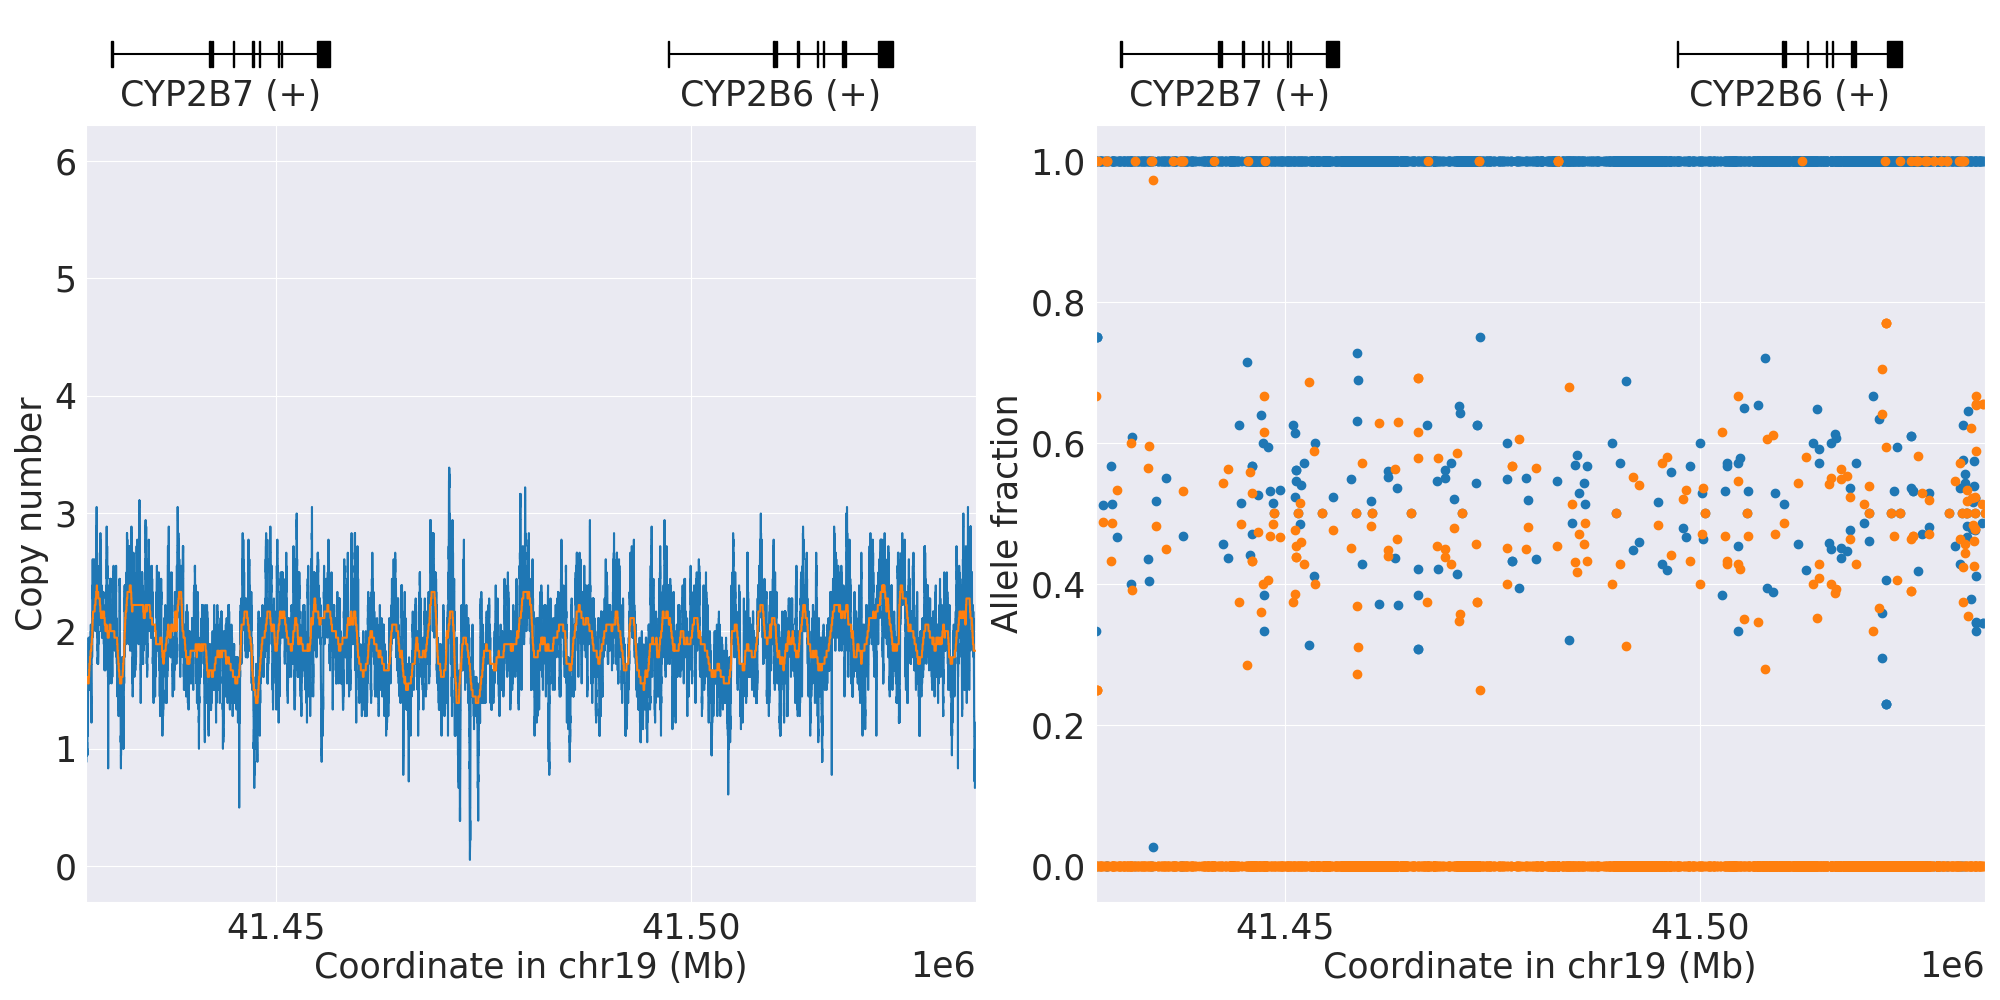 CYP2B7 (+) CYP2B6 (+)
6
5
4
3
2
1
0
Copy number
41.45 41.50
Coordinate in chr19 (Mb) 1e6
CYP2B7 (+) CYP2B6 (+)
1.0
0.8
0.6
0.4
0.2
0.0
Allele fraction
41.45 41.50
Coordinate in chr19 (Mb) 1e6